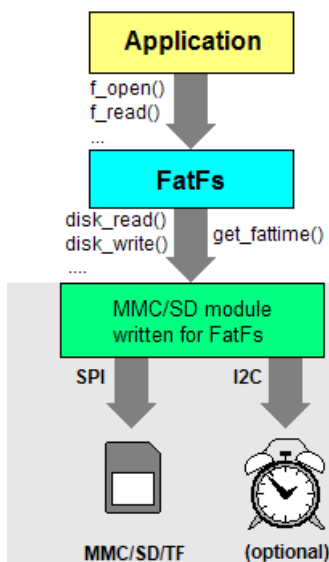 Application
f_open()
f_read()
...
FatFs
disk_read()
disk_write()
get_fattime()
....
MMC/SD module
written for FatFs
SPI
I2C
MMC/SD/TF
(optional)